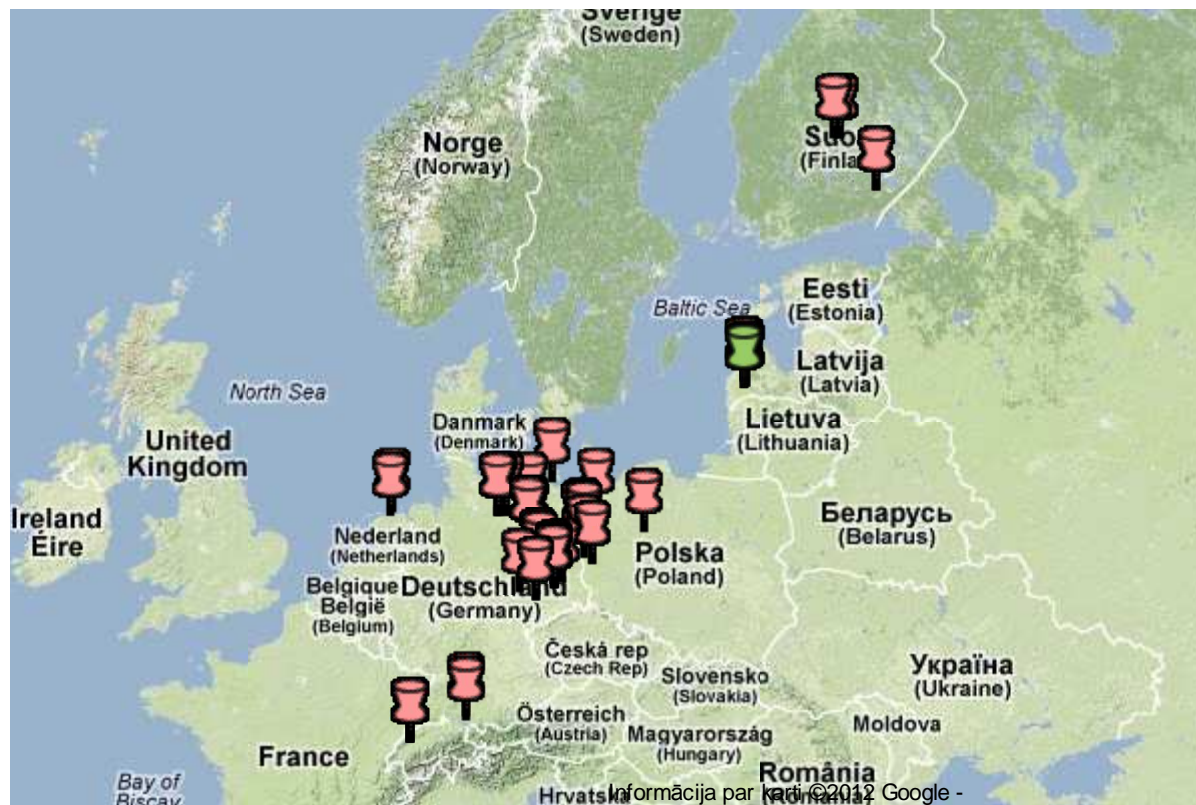 Sverige
(Sweden)
Norge
(Norway)
Suo
(Finla
Baltic Sea
Eesti
(Estonia)
Latvija
(Latvia)
North Sea
Danmark
(Denmark)
Lietuva
(Lithuania)
United
Kingdom
Ireland
Éire
Nederland
(Netherlands)
Беларусь
(Belarus)
Polska
(Poland)
Belgique
België
(Belgium)
Deutschland
(Germany)
Česká rep
(Czech Rep)
Slovensko
(Slovakia)
Україна
(Ukraine)
Österreich
(Austria)
Magyarország
(Hungary)
Moldova
France
România
(Romania)
Bay of
Biscay
Hrvatska
Informācija par karti ©2012 Google -